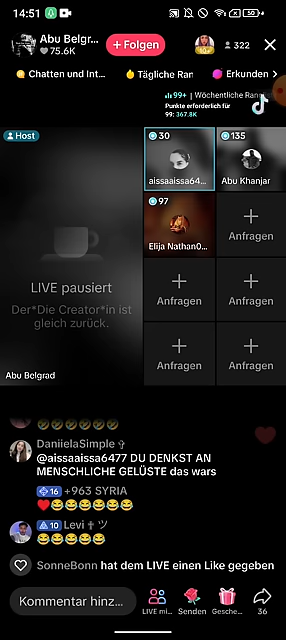 14:51
50
Abu Belgr...
75.6K
+ Folgen
322
Chatten und Int...
Tägliche Ran
Erkunden
99+ | Wöchentliche Rang
Punkte erforderlich für
99: 367.8K
Host
30
135
aissaaissa64...
Abu Khanjar
97
Anfragen
Elija Nathan0...
LIVE pausiert
Der*Die Creator*in ist
gleich zurück.
Anfragen
Anfragen
Anfragen
Anfragen
Abu Belgrad
DaniielaSimple
@aissaaissa6477 DU DENKST AN
MENSCHLICHE GELÜSTE das wars
16 +963 SYRIA
10 Levi
SonneBonn hat dem LIVE einen Like gegeben
Kommentar hinz...
LIVE mi...
Senden
Gesche...
36